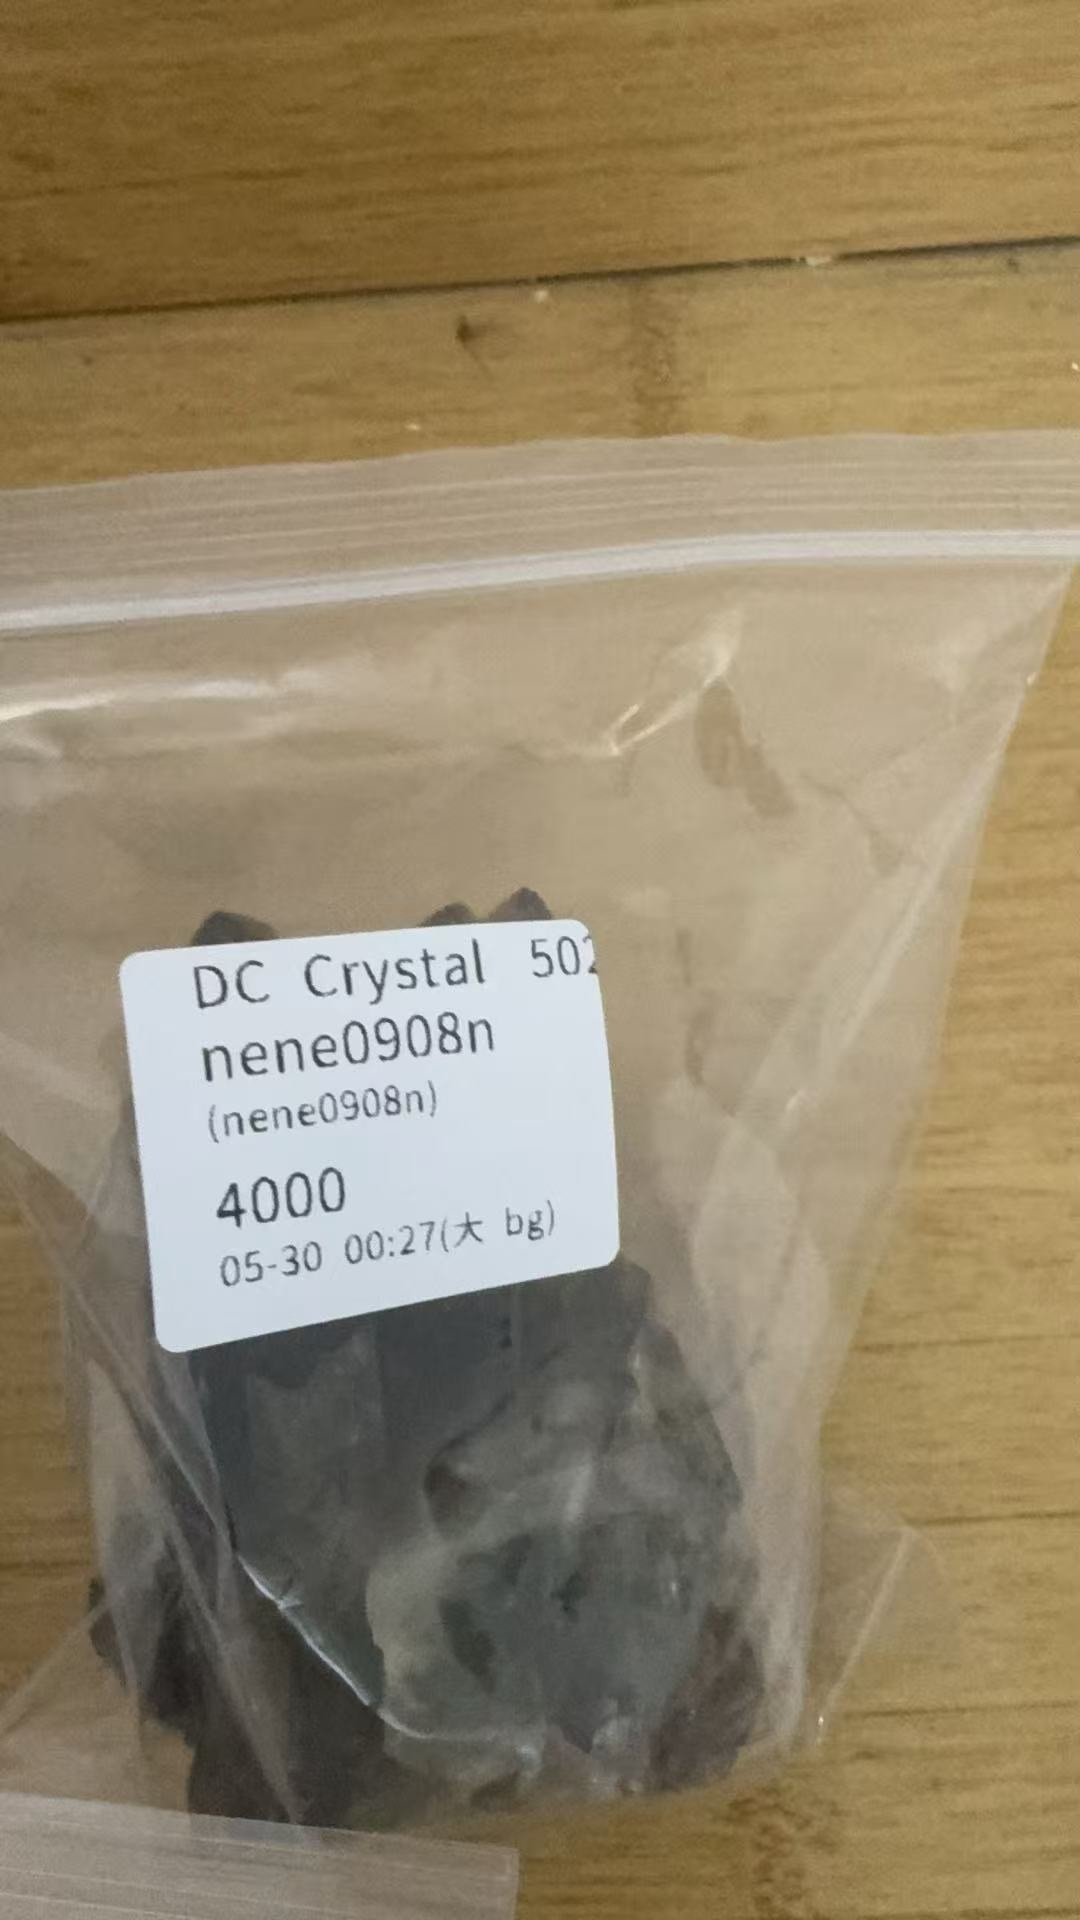 DC Crystal 502
nene0908n
(nene0908n)
4000
05-30 00:27(大 bg)